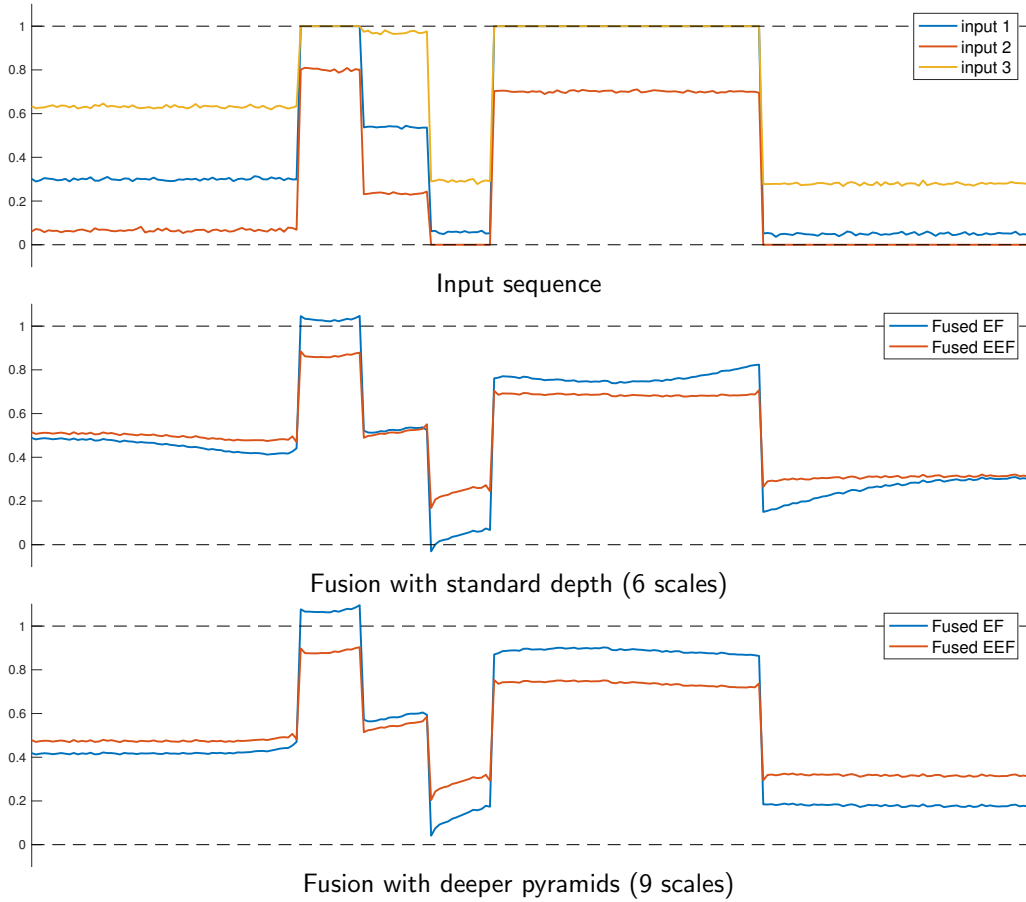 1
0.8
0.6
0.4
0.2
0
input 1
input 2
input 3
Input sequence
1
0.8
0.6
0.4
0.2
0
Fused EF
Fused EEF
Fusion with standard depth (6 scales)
1
0.8
0.6
0.4
0.2
0
Fused EF
Fused EEF
Fusion with deeper pyramids (9 scales)